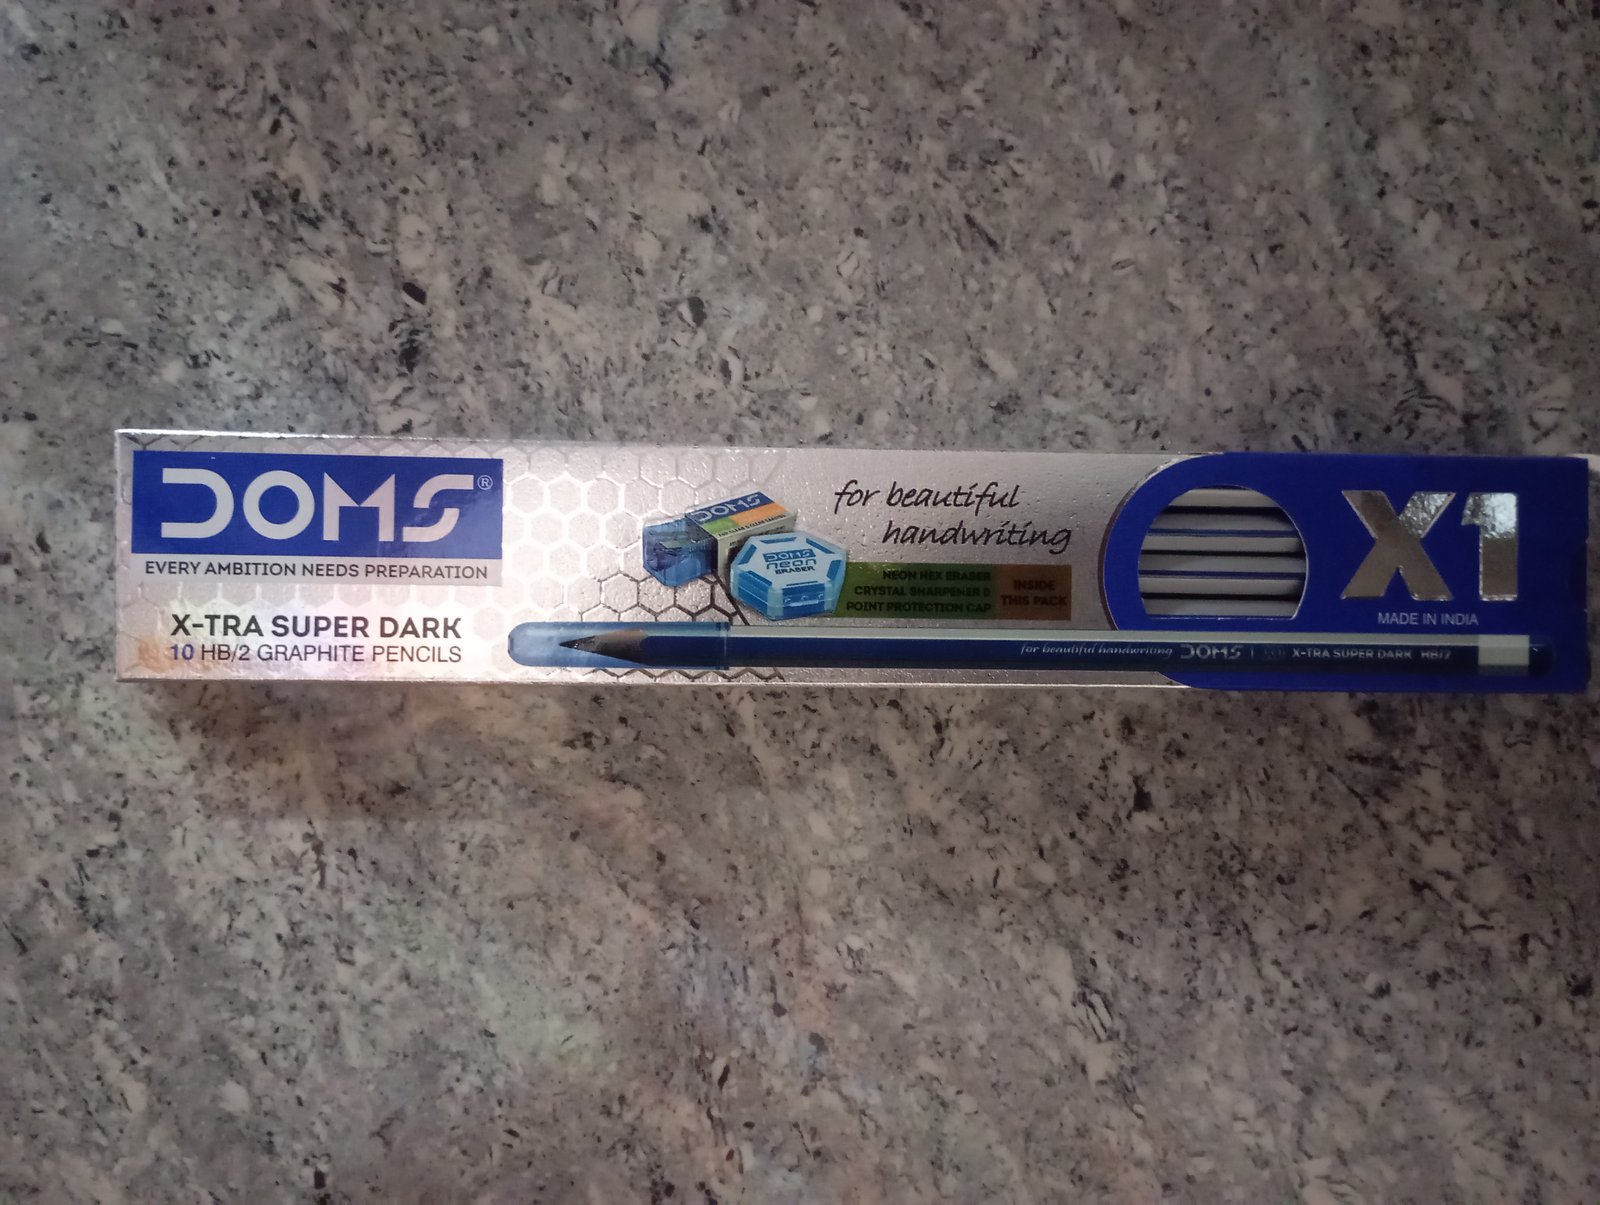 DOMS®
EVERY AMBITION NEEDS PREPARATION
X-TRA SUPER DARK
10 HB/2 GRAPHITE PENCILS
DOMS
DOMS
neon
ERASER
for beautiful
handwriting
NEON HEX ERASER
CRYSTAL SHARPENER &
POINT PROTECTION CAP
INSIDE
THIS PACK
X1
MADE IN INDIA
for beautiful handwriting DOMS X1 X-TRA SUPER DARK HB/2